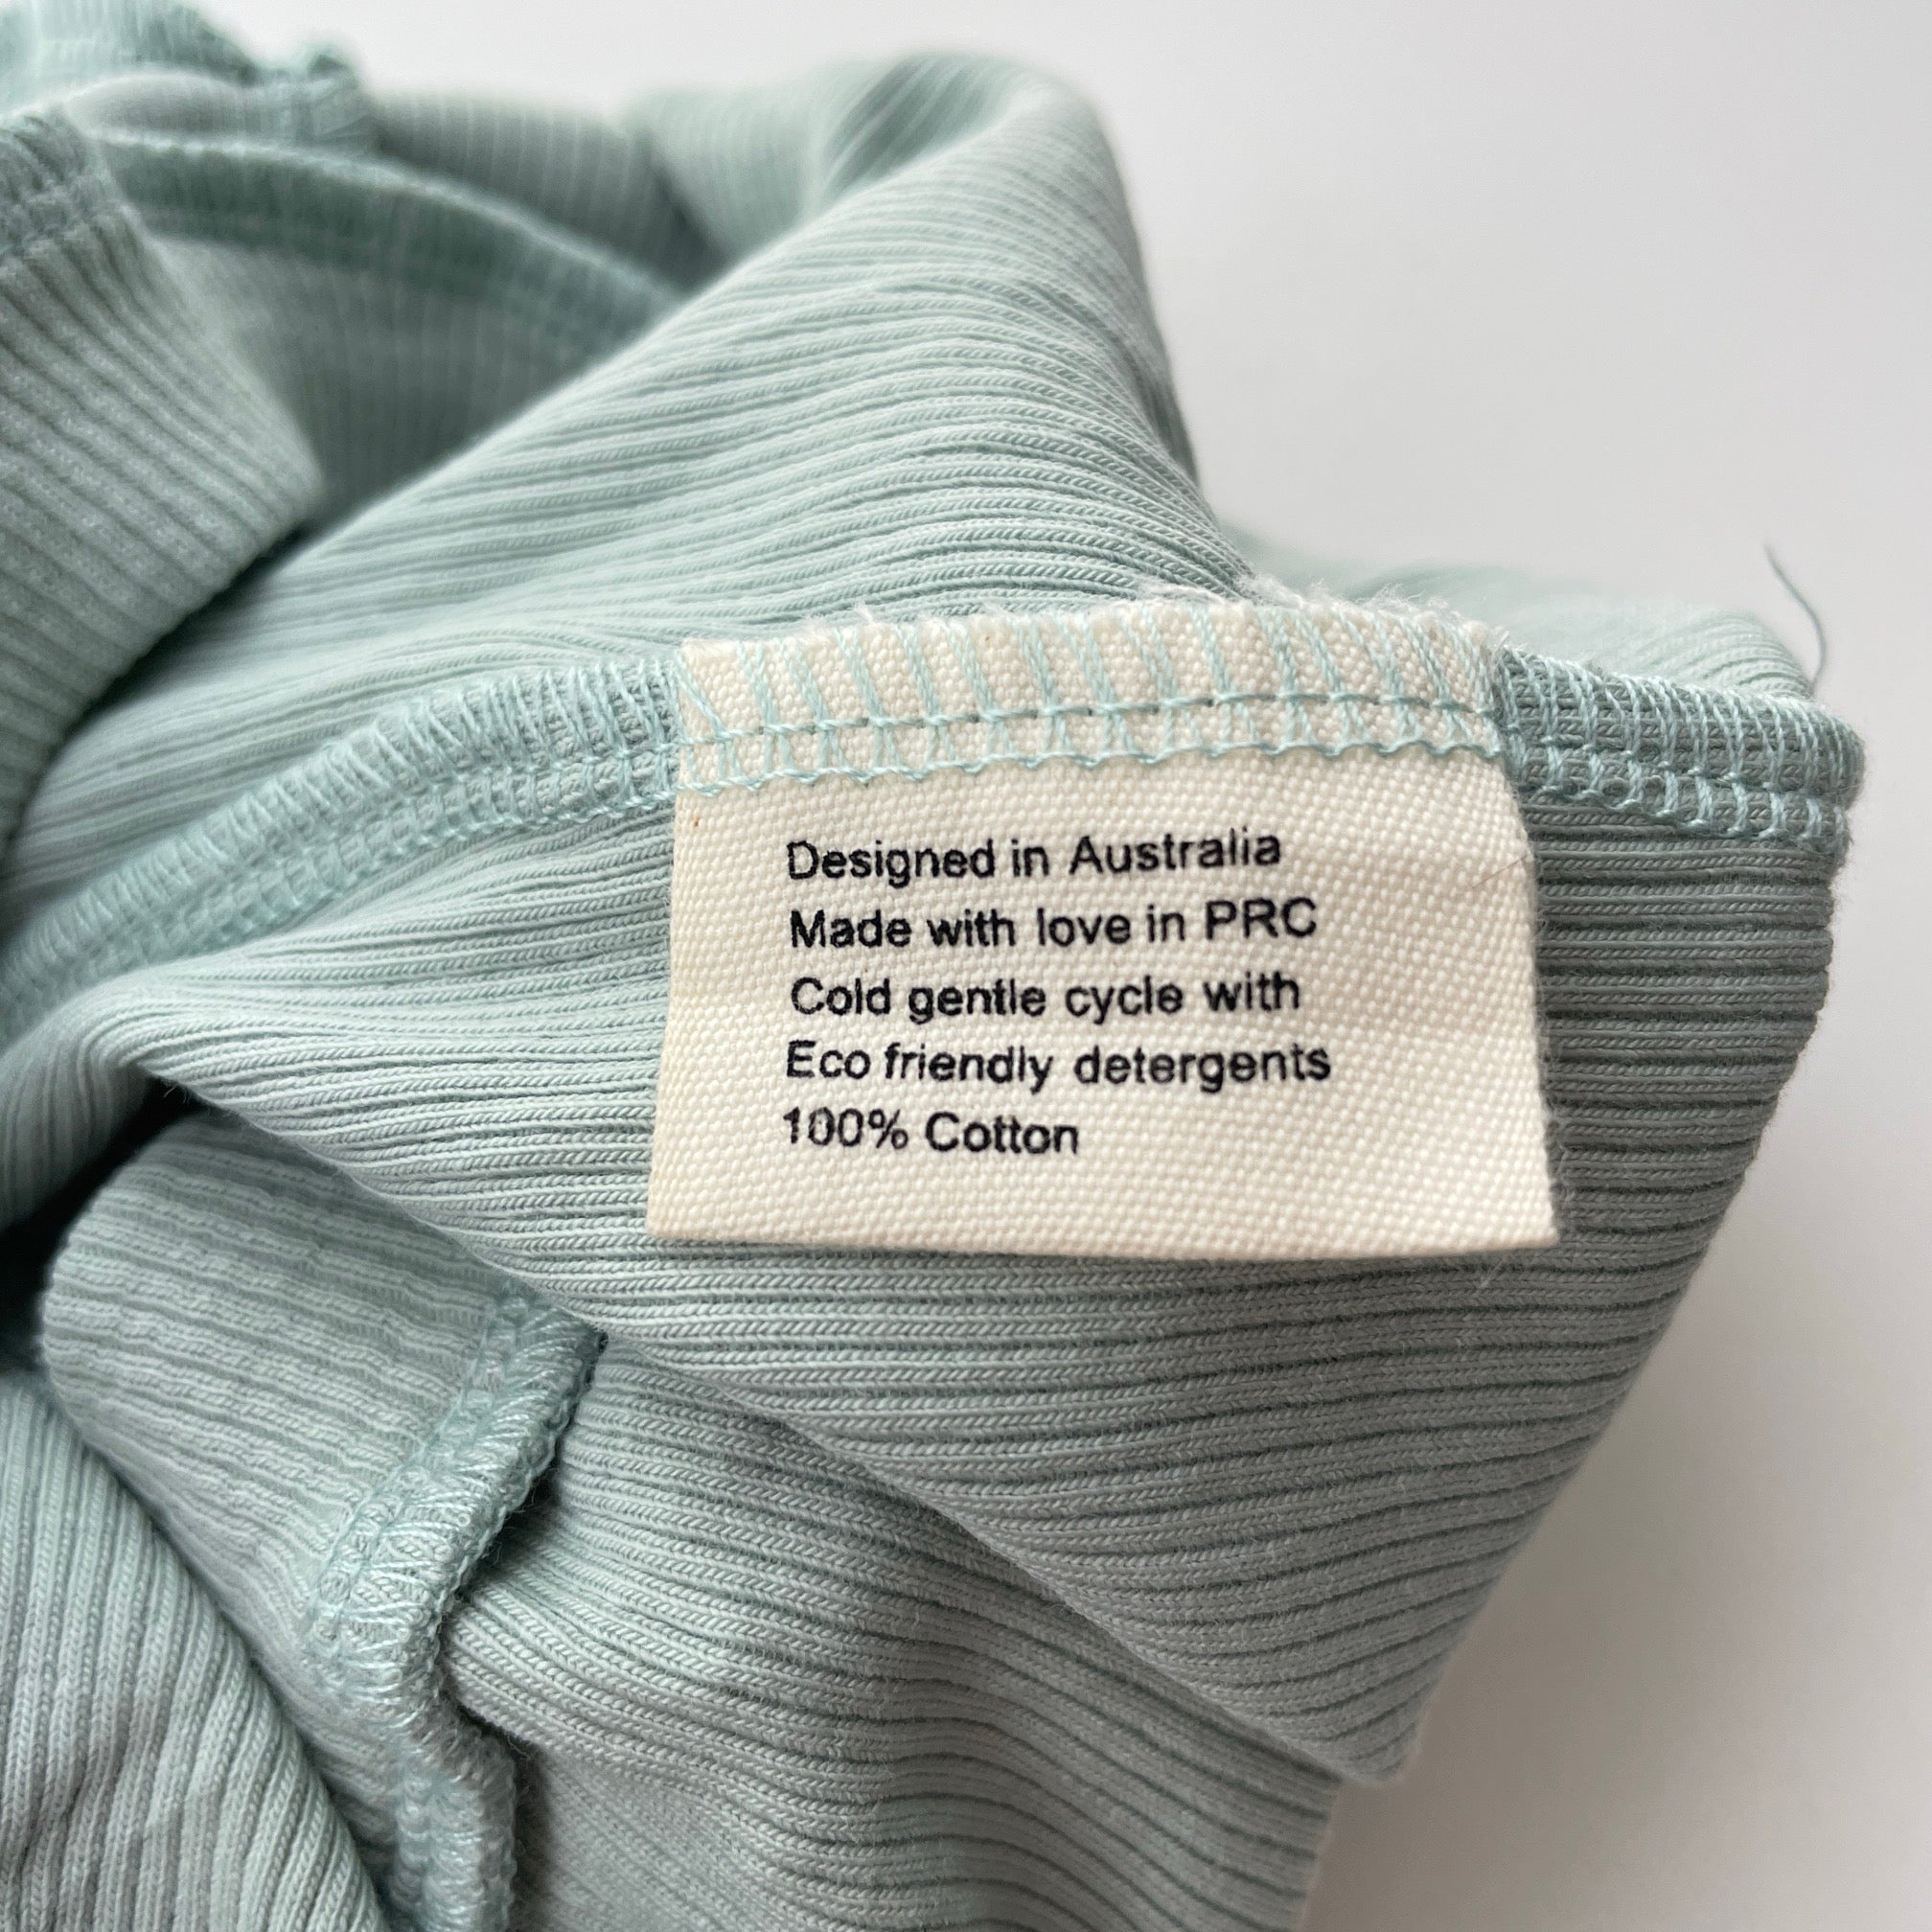 Designed in Australia
Made with love in PRC
Cold gentle cycle with
Eco friendly detergents
100% Cotton